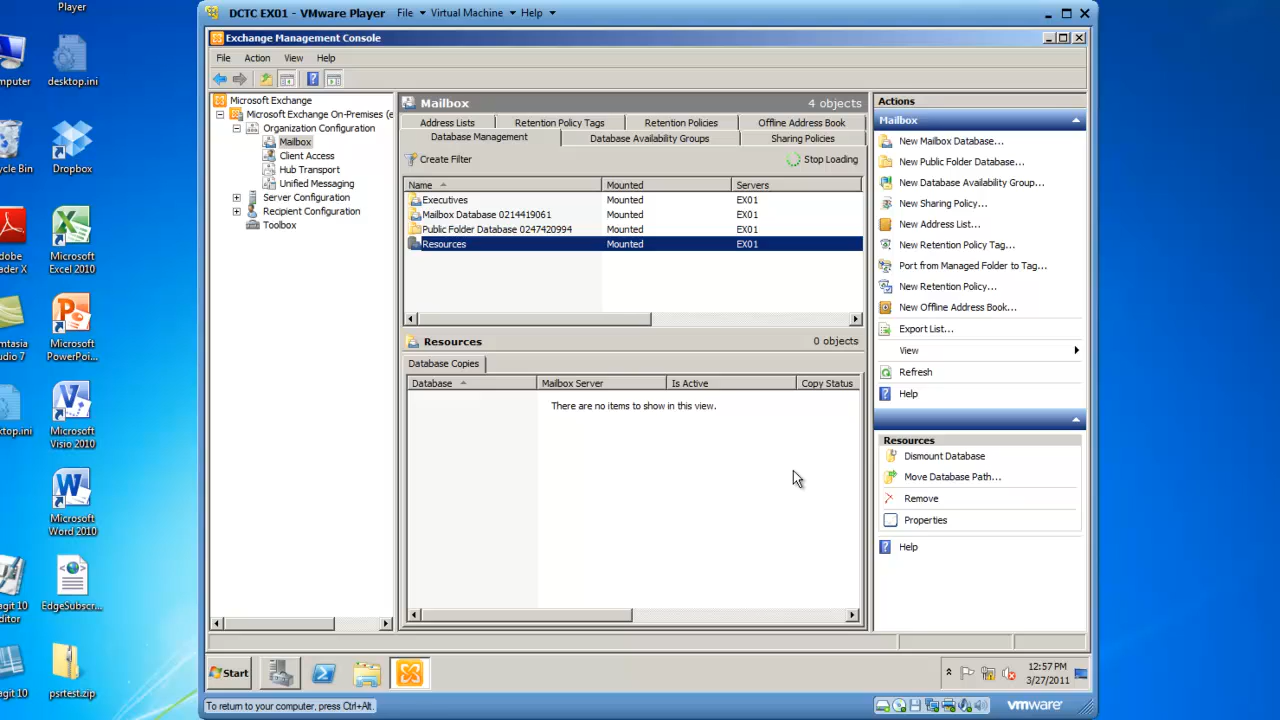 Player
DCTC EX01 - VMware Player File Virtual Machine Help
Exchange Management Console
File Action View Help
Microsoft Exchange
Microsoft Exchange On-Premises (e
Organization Configuration
Mailbox
Client Access
Hub Transport
Unified Messaging
Server Configuration
Recipient Configuration
Toolbox
Mailbox 4 objects
Address Lists Retention Policy Tags Retention Policies Offline Address Book
Database Management Database Availability Groups Sharing Policies
Create Filter Stop Loading
Name Mounted Servers
Executives Mounted EX01
Mailbox Database 0214419061 Mounted EX01
Public Folder Database 0247420994 Mounted EX01
Resources Mounted EX01
Resources 0 objects
Database Copies
Database Mailbox Server Is Active Copy Status
There are no items to show in this view.
Actions
Mailbox
New Mailbox Database...
New Public Folder Database...
New Database Availability Group...
New Sharing Policy...
New Address List...
New Retention Policy Tag...
Port from Managed Folder to Tag...
New Retention Policy...
New Offline Address Book...
Export List...
View
Refresh
Help
Resources
Dismount Database
Move Database Path...
Remove
Properties
Help
Start
12:57 PM
3/27/2011
To return to your computer, press Ctrl+Alt.
vmware
mputer
desktop.ini
ycle Bin
Dropbox
dobe
ader X
Microsoft
Excel 2010
mtasia
udio 7
Microsoft
PowerPoi...
ktop.ini
Microsoft
Visio 2010
Microsoft
Word 2010
agit 10
ditor
EdgeSubscr...
nagit 10
psrtest.zip